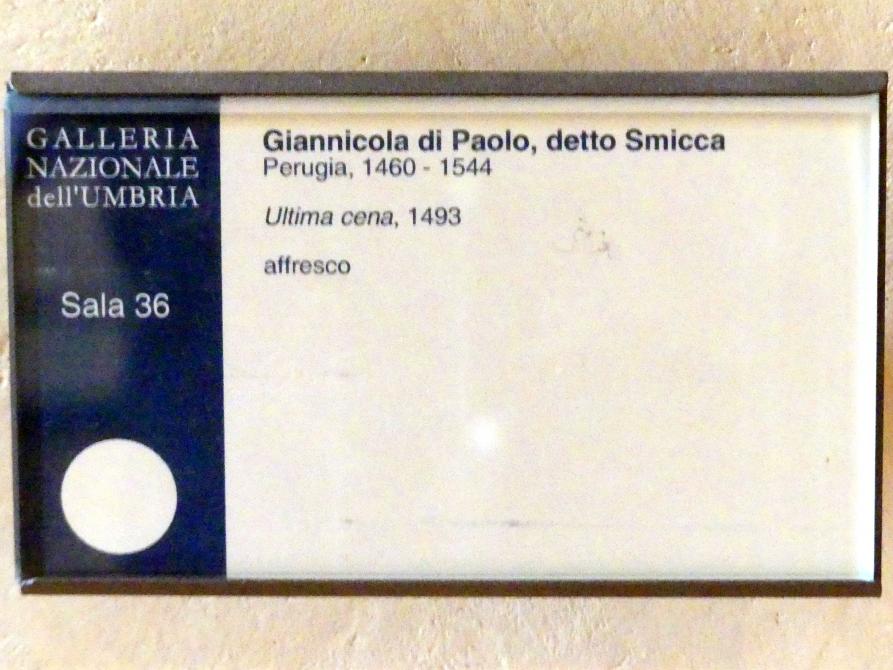 GALLERIA
NAZIONALE
dell'UMBRIA
Sala 36
Giannicola di Paolo, detto Smicca
Perugia, 1460 - 1544
Ultima cena, 1493
affresco